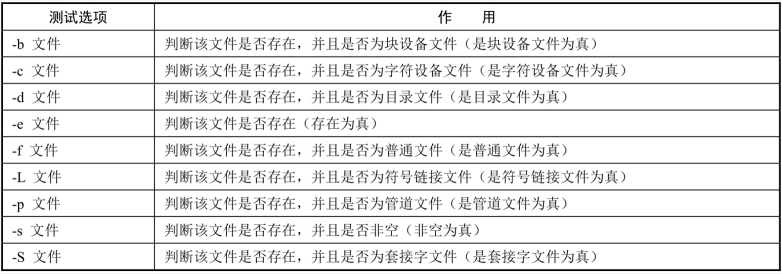 测试选项 作 用
-b 文件 判断该文件是否存在，并且是否为块设备文件（是块设备文件为真）
-c 文件 判断该文件是否存在，并且是否为字符设备文件（是字符设备文件为真）
-d 文件 判断该文件是否存在，并且是否为目录文件（是目录文件为真）
-e 文件 判断该文件是否存在（存在为真）
-f 文件 判断该文件是否存在，并且是否为普通文件（是普通文件为真）
-L 文件 判断该文件是否存在，并且是否为符号链接文件（是符号链接文件为真）
-p 文件 判断该文件是否存在，并且是否为管道文件（是管道文件为真）
-s 文件 判断该文件是否存在，并且是否非空（非空为真）
-S 文件 判断该文件是否存在，并且是否为套接字文件（是套接字文件为真）